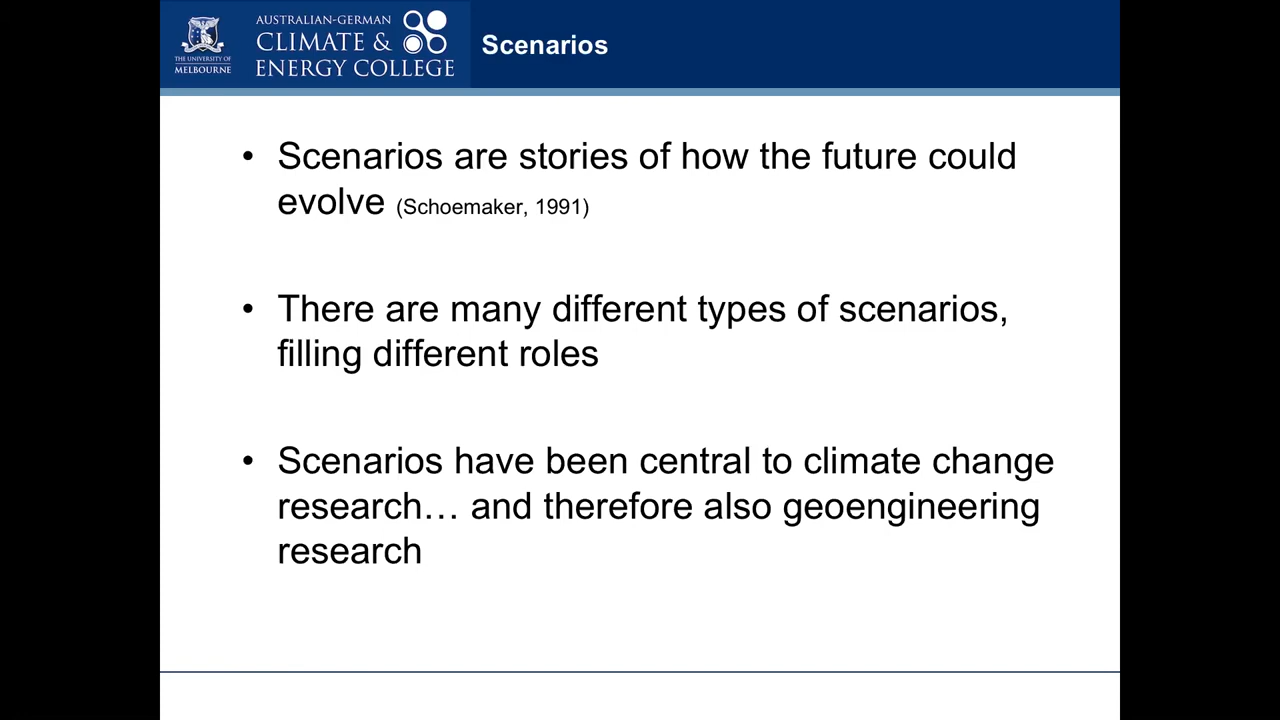 THE UNIVERSITY OF
MELBOURNE
AUSTRALIAN-GERMAN
CLIMATE &
ENERGY COLLEGE
Scenarios
• Scenarios are stories of how the future could
evolve (Schoemaker, 1991)
• There are many different types of scenarios,
filling different roles
• Scenarios have been central to climate change
research… and therefore also geoengineering
research